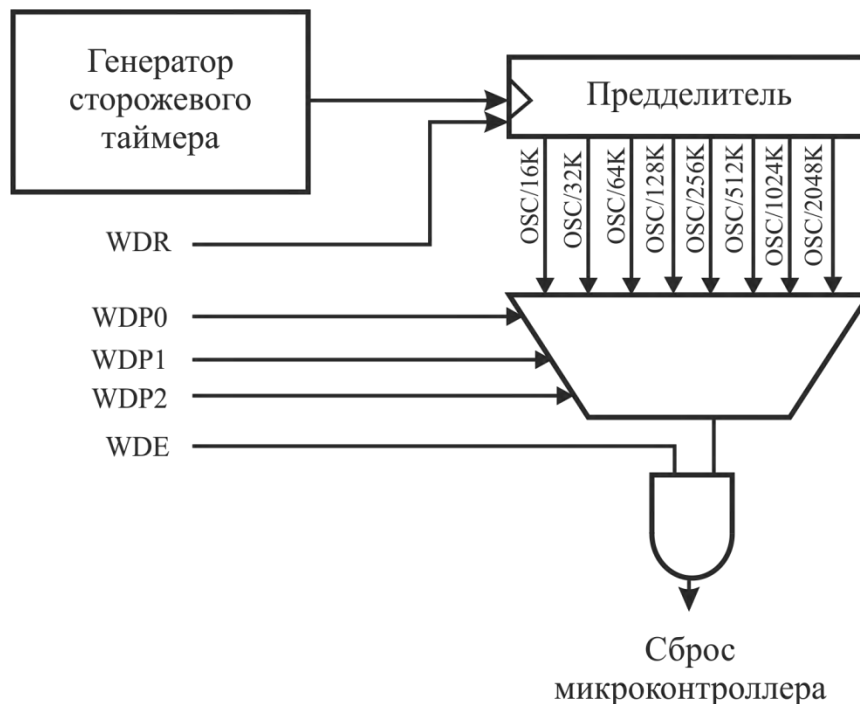 Генератор
сторожевого
таймера
Предделитель
OSC/16K
OSC/32K
OSC/64K
OSC/128K
OSC/256K
OSC/512K
OSC/1024K
OSC/2048K
WDR
WDP0
WDP1
WDP2
WDE
Сброс
микроконтроллера